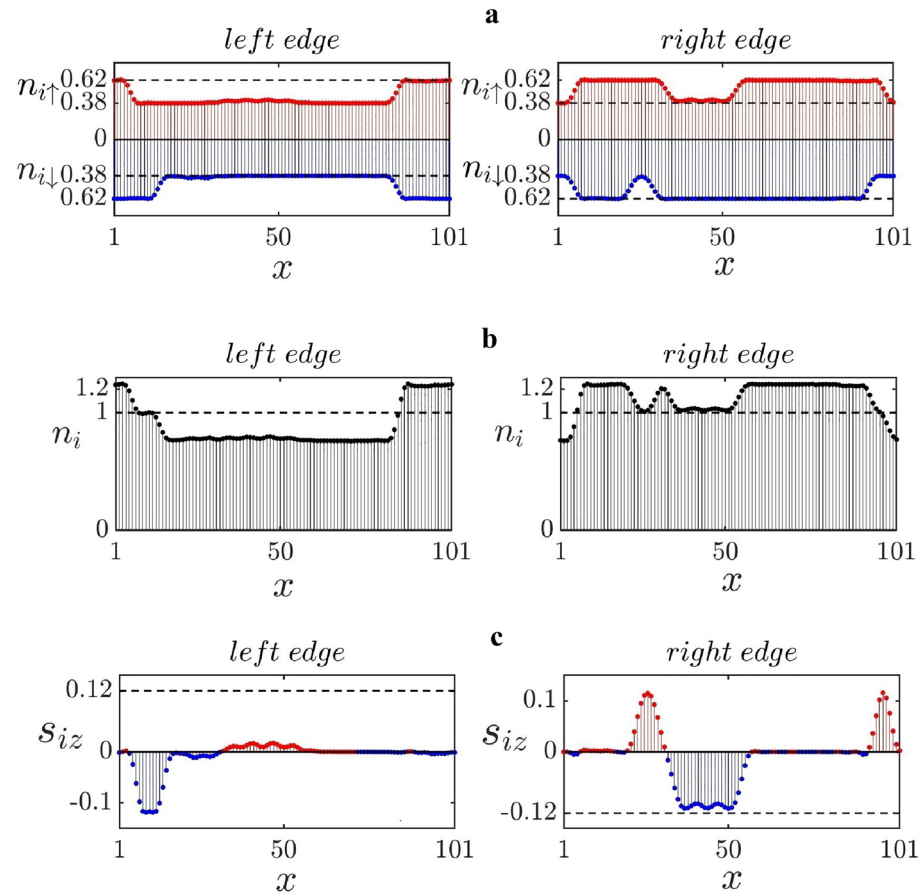 a
left edge
right edge
n_{i↑}
0.62
0.38
0
n_{i↓}
0.38
0.62
1
50
101
x
n_{i↑}
0.62
0.38
0
n_{i↓}
0.38
0.62
1
50
101
x
b
left edge
right edge
1.2
1
n_i
0
1
50
101
x
1.2
1
n_i
0
1
50
101
x
c
left edge
right edge
0.12
s_{iz}
0
-0.1
1
50
101
x
0.1
s_{iz}
0
-0.12
1
50
101
x